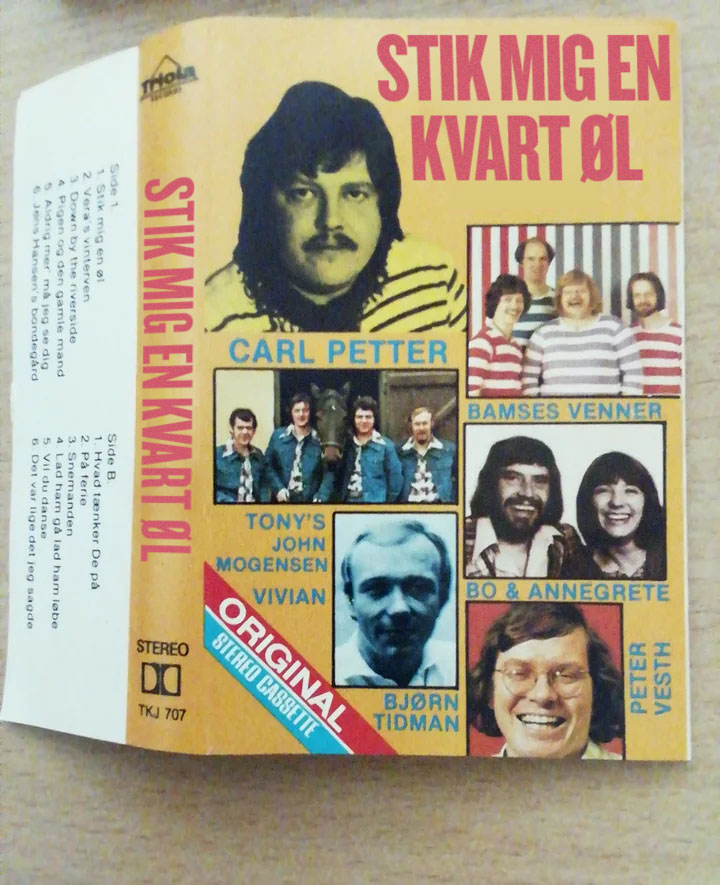 STIK MIG EN
KVART ØL
CARL PETTER
BAMSES VENNER
TONY'S
JOHN
MOGENSEN
VIVIAN
BO & ANNEGRETE
BJØRN
TIDMAN
PETER
VESTH
ORIGINAL
STEREO CASSETTE
TRIOLA
RECORDS
STIK MIG EN KVART ØL
STEREO
TKJ 707
Side 1.
1. Stik mig en øl
2. Vera's vinterven
3. Down by the riverside
4. Pigen og den gamle mand
5. Aldrig mer' må jeg se dig
6. Jens Hansen's bondegård
Side B.
1. Hvad tænker De på
2. På ferie
3. Snemanden
4. Lad ham gå lad ham løbe
5. Vil du danse
6. Det var lige det jeg sagde